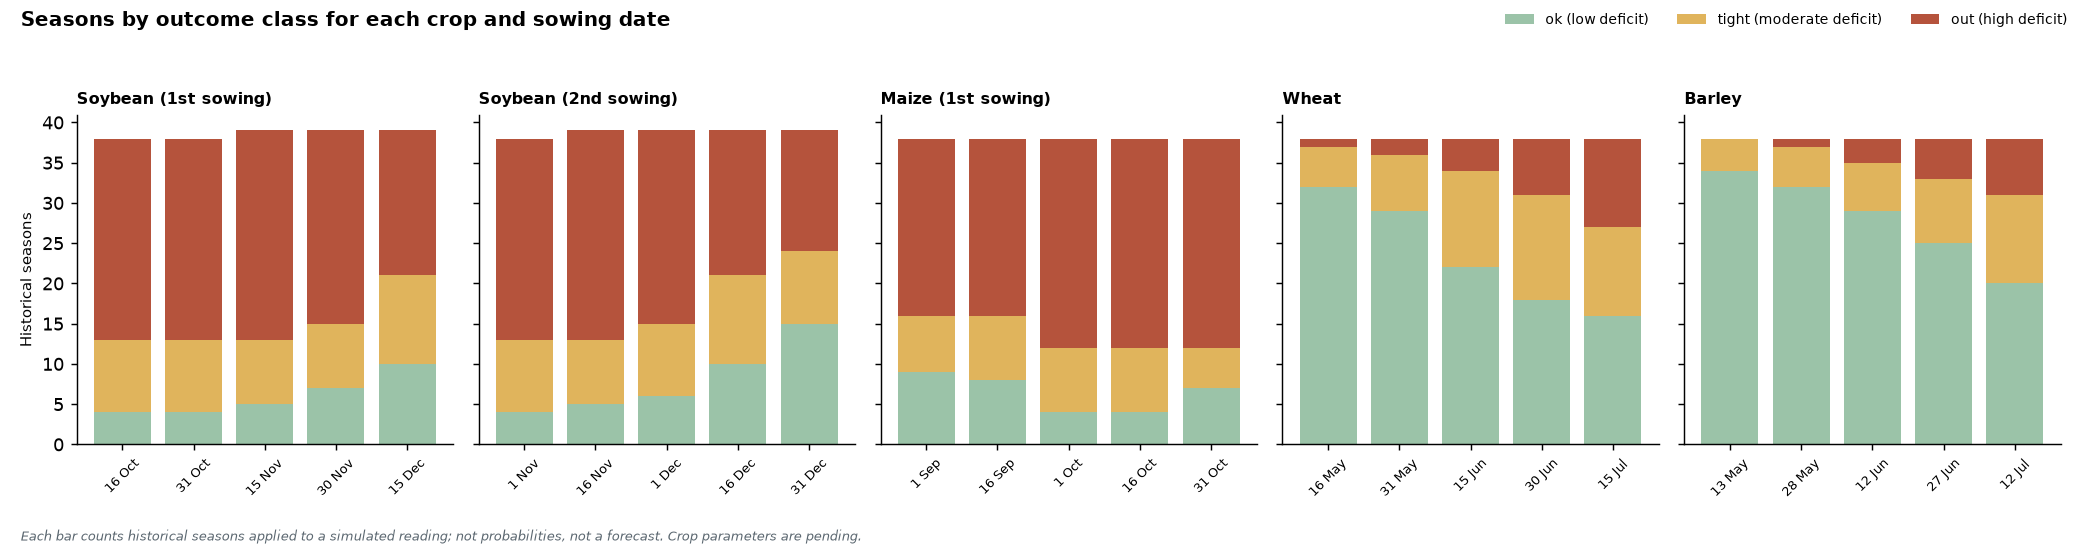 Seasons by outcome class for each crop and sowing date
ok (low deficit)
tight (moderate deficit)
out (high deficit)
Soybean (1st sowing)
Soybean (2nd sowing)
Maize (1st sowing)
Wheat
Barley
Historical seasons
40
35
30
25
20
15
10
5
0
16 Oct
31 Oct
15 Nov
30 Nov
15 Dec
1 Nov
16 Nov
1 Dec
16 Dec
31 Dec
1 Sep
16 Sep
1 Oct
16 Oct
31 Oct
16 May
31 May
15 Jun
30 Jun
15 Jul
13 May
28 May
12 Jun
27 Jun
12 Jul
Each bar counts historical seasons applied to a simulated reading; not probabilities, not a forecast. Crop parameters are pending.